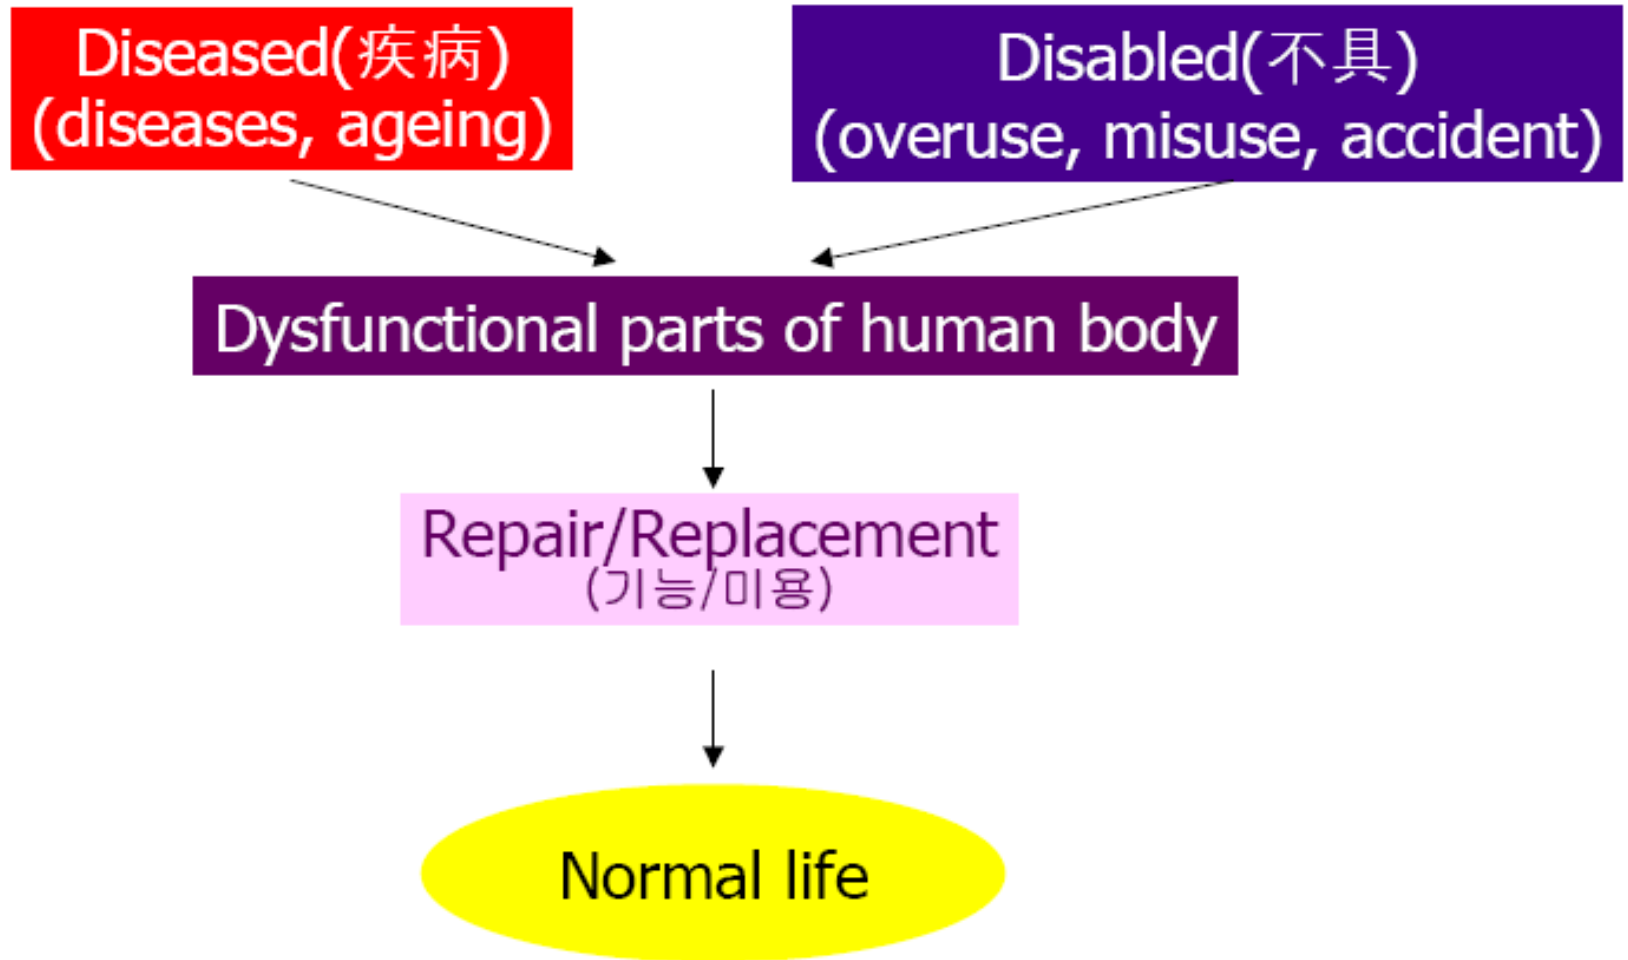 Diseased(疾病)
(diseases, ageing)
Disabled(不具)
(overuse, misuse, accident)
Dysfunctional parts of human body
Repair/Replacement
(기능/미용)
Normal life